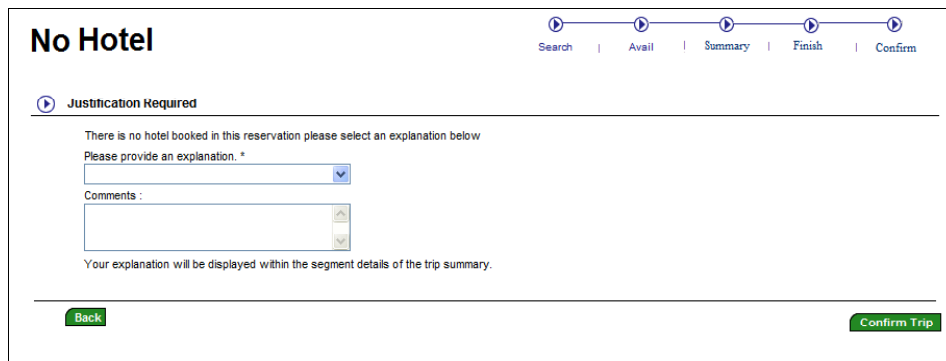 No Hotel
Search | Avail | Summary | Finish | Confirm
Justification Required
There is no hotel booked in this reservation please select an explanation below
Please provide an explanation. *
Comments :
Your explanation will be displayed within the segment details of the trip summary.
Back
Confirm Trip